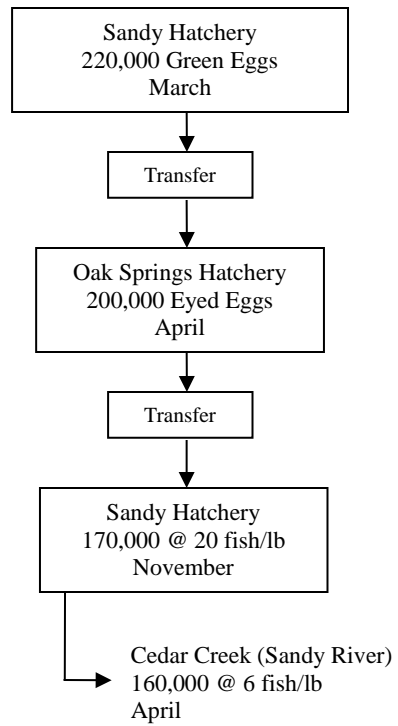 Sandy Hatchery
220,000 Green Eggs
March
Transfer
Oak Springs Hatchery
200,000 Eyed Eggs
April
Transfer
Sandy Hatchery
170,000 @ 20 fish/lb
November
Cedar Creek (Sandy River)
160,000 @ 6 fish/lb
April